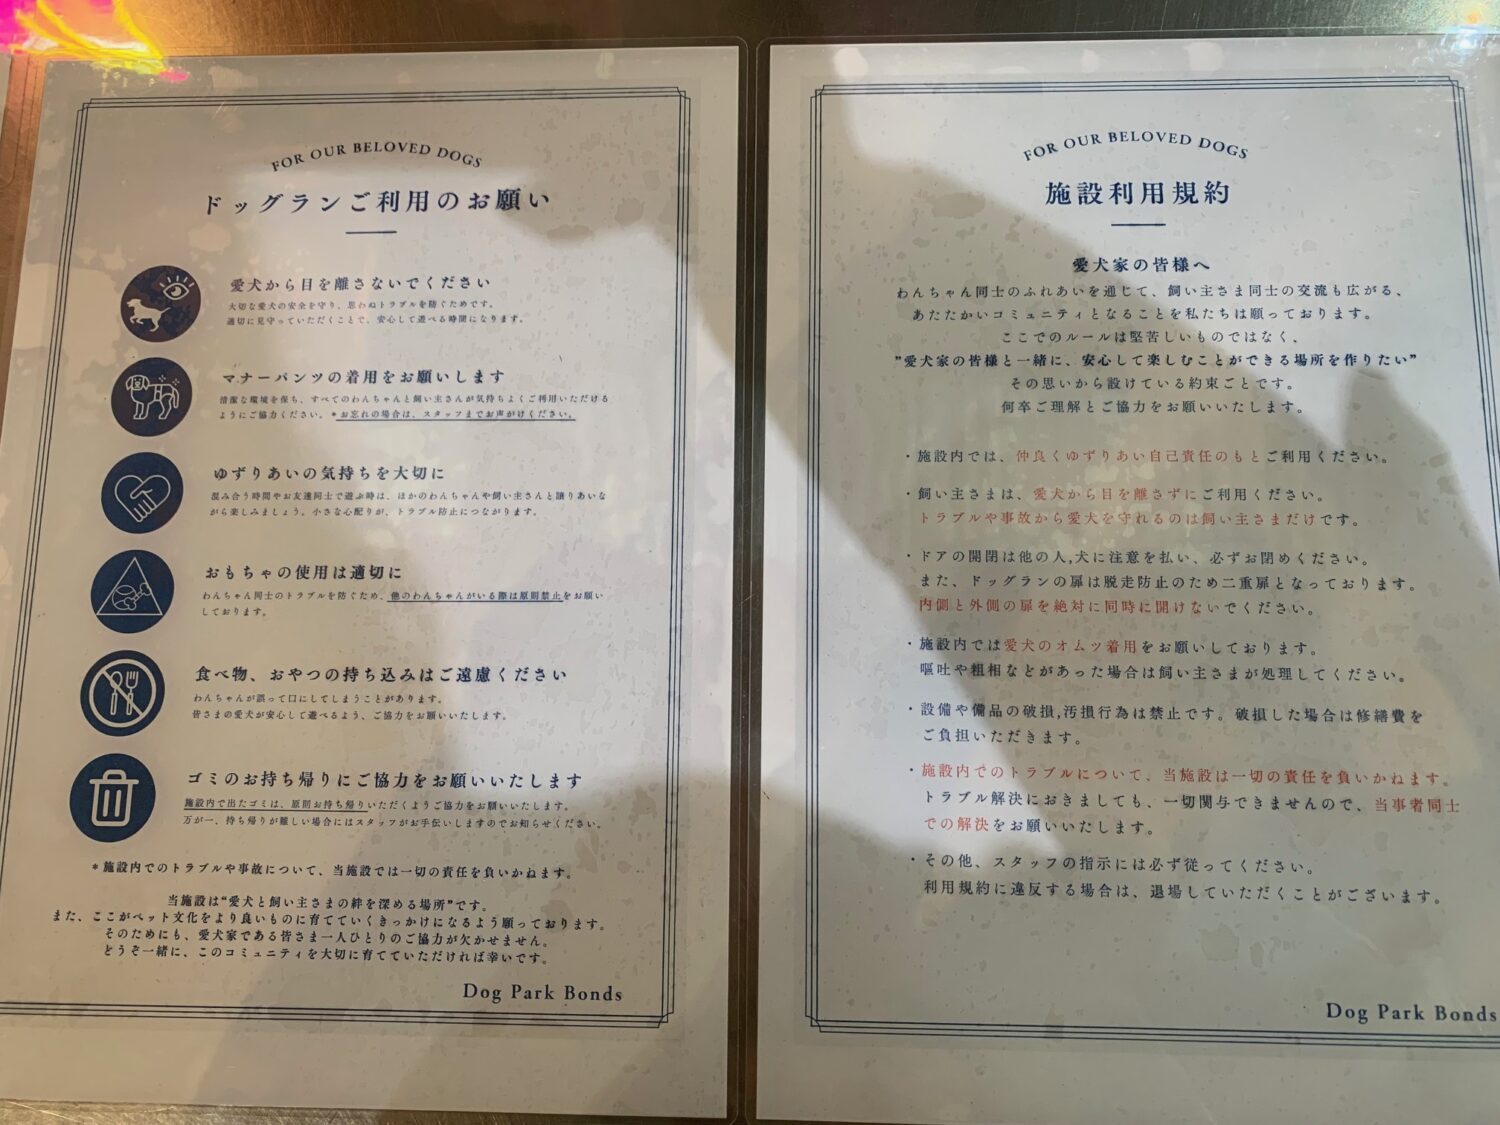 FOR OUR BELOVED DOGS
ドッグランご利用のお願い
愛犬から目を離さないでください
大切な愛犬の安全を守り、思わぬトラブルを防ぐためです。
適切に見守っていただくことで、安心して遊べる時間になります。
マナーパンツの着用をお願いします
清潔な環境を保ち、すべてのわんちゃんと飼い主さんが気持ちよくご利用いただける
ようにご協力ください。*お忘れの場合は、スタッフまでお声がけください。
ゆずりあいの気持ちを大切に
混み合う時間やお友達同士で遊ぶ時は、ほかのわんちゃんや飼い主さんと譲りあいな
がら楽しみましょう。小さな心配りが、トラブル防止につながります。
おもちゃの使用は適切に
わんちゃん同士のトラブルを防ぐため、他のわんちゃんがいる際は原則禁止をお願い
しております。
食べ物、おやつの持ち込みはご遠慮ください
わんちゃんが誤って口にしてしまうことがあります。
皆さまの愛犬が安心して遊べるよう、ご協力をお願いいたします。
ゴミのお持ち帰りにご協力をお願いいたします
施設内で出たゴミは、原則お持ち帰りいただくようご協力をお願いいたします。
万が一、持ち帰りが難しい場合にはスタッフがお手伝いしますのでお知らせください。
*施設内でのトラブルや事故について、当施設では一切の責任を負いかねます。
当施設は“愛犬と飼い主さまの絆を深める場所”です。
また、ここがペット文化をより良いものに育てていくきっかけになるよう願っております。
そのためにも、愛犬家である皆さま一人ひとりのご協力が欠かせません。
どうぞ一緒に、このコミュニティを大切に育てていただければ幸いです。
Dog Park Bonds
FOR OUR BELOVED DOGS
施設利用規約
愛犬家の皆様へ
わんちゃん同士のふれあいを通じて、飼い主さま同士の交流も広がる、
あたたかいコミュニティとなることを私たちは願っております。
ここでのルールは堅苦しいものではなく、
”愛犬家の皆様と一緒に、安心して楽しむことができる場所を作りたい”
その思いから設けている約束ごとです。
何卒ご理解とご協力をお願いいたします。
・施設内では、仲良くゆずりあい自己責任のもとご利用ください。
・飼い主さまは、愛犬から目を離さずにご利用ください。
トラブルや事故から愛犬を守れるのは飼い主さまだけです。
・ドアの開閉は他の人,犬に注意を払い、必ずお閉めください。
また、ドッグランの扉は脱走防止のため二重扉となっております。
内側と外側の扉を絶対に同時に開けないでください。
・施設内では愛犬のオムツ着用をお願いしております。
嘔吐や粗相などがあった場合は飼い主さまが処理してください。
・設備や備品の破損,汚損行為は禁止です。破損した場合は修繕費を
ご負担いただきます。
・施設内でのトラブルについて、当施設は一切の責任を負いかねます。
トラブル解決におきましても、一切関与できませんので、当事者同士
での解決をお願いいたします。
・その他、スタッフの指示には必ず従ってください。
利用規約に違反する場合は、退場していただくことがございます。
Dog Park Bonds